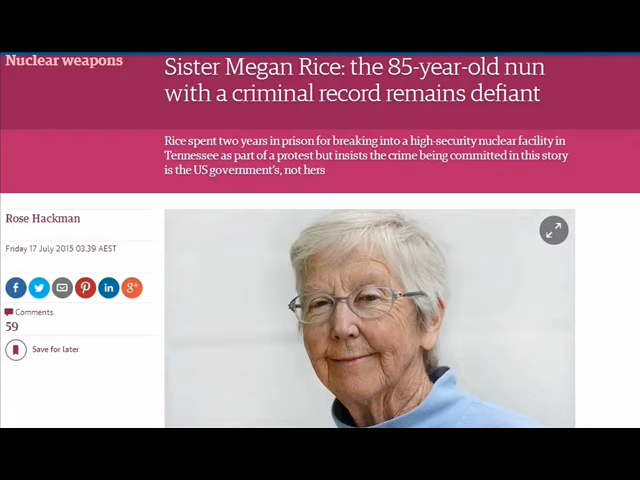 Nuclear weapons
Sister Megan Rice: the 85-year-old nun
with a criminal record remains defiant
Rice spent two years in prison for breaking into a high-security nuclear facility in
Tennessee as part of a protest but insists the crime being committed in this story
is the US government's, not hers
Rose Hackman
Friday 17 July 2015 03.39 AEST
Comments
59
Save for later